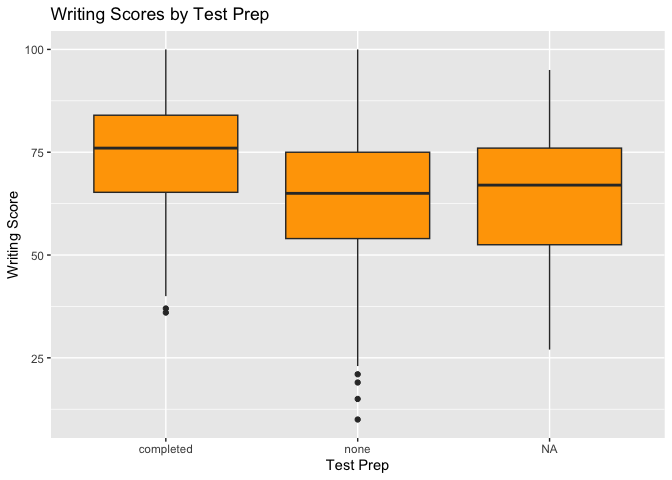 Writing Scores by Test Prep
100
75
50
25
Writing Score
completed none NA
Test Prep